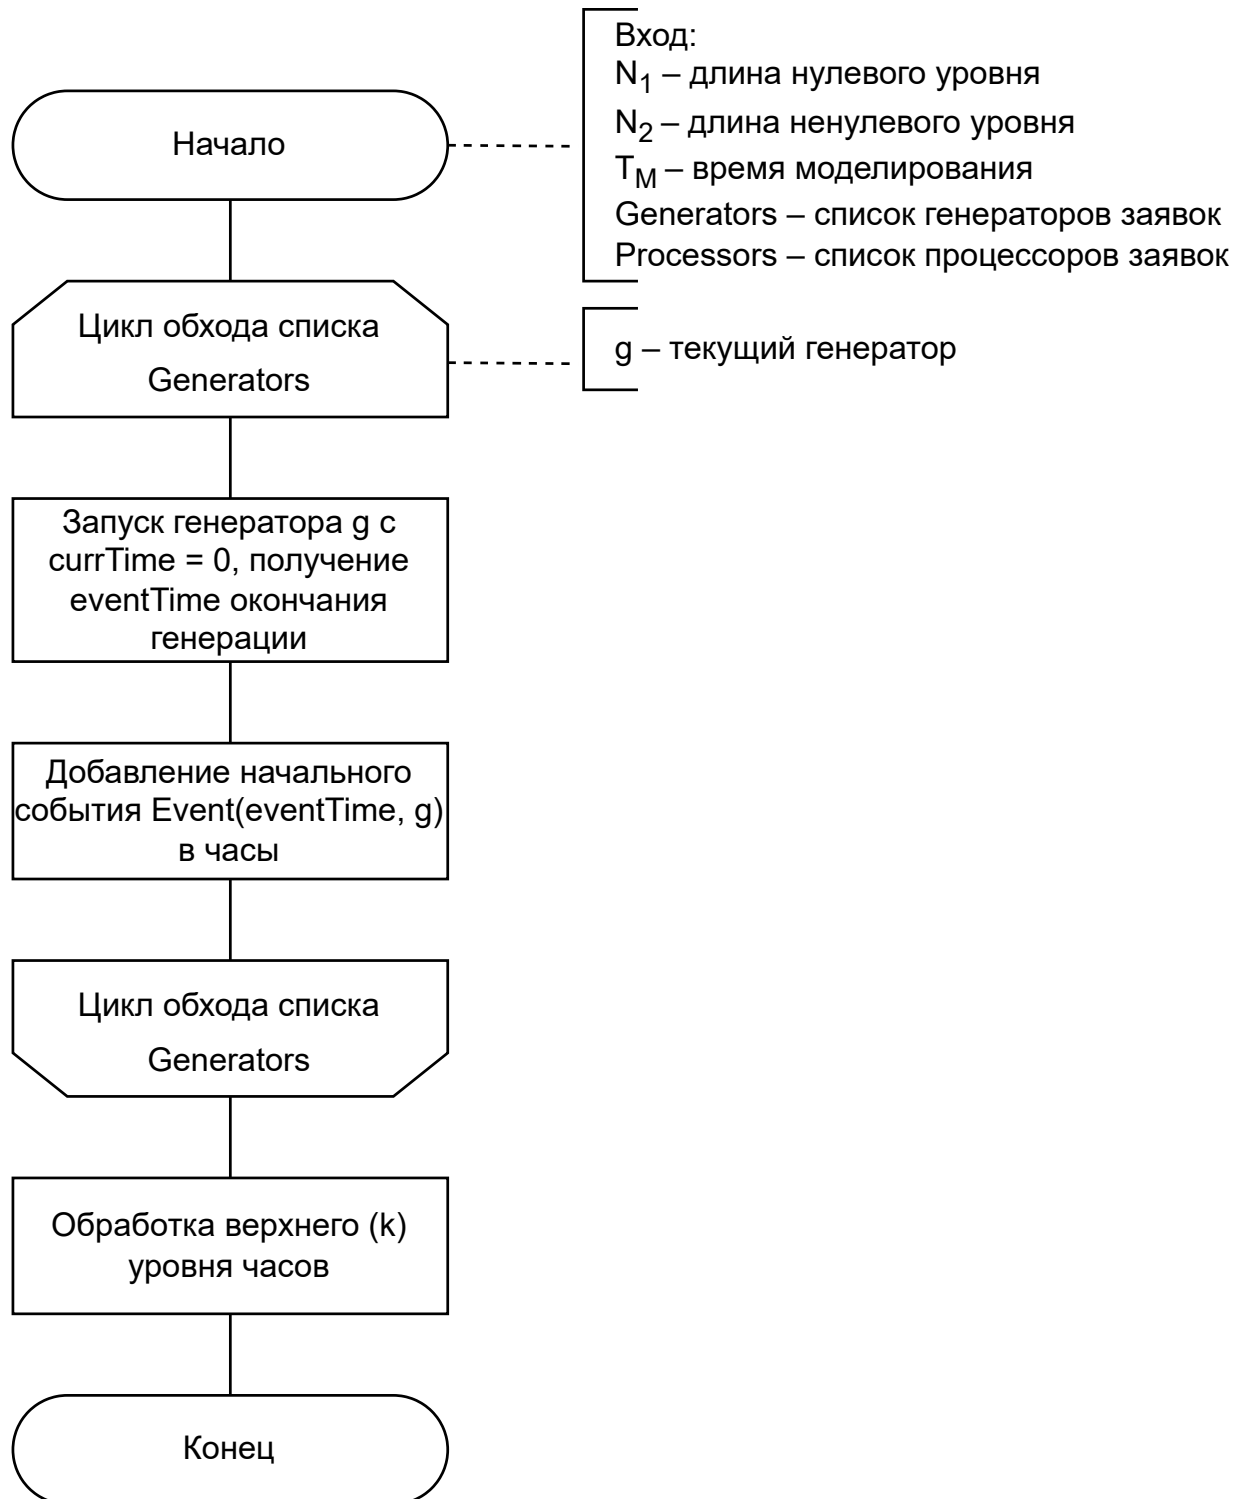 Начало
Вход:
N₁ – длина нулевого уровня
N₂ – длина ненулевого уровня
Tм – время моделирования
Generators – список генераторов заявок
Processors – список процессоров заявок
Цикл обхода списка
Generators
g – текущий генератор
Запуск генератора g с
currTime = 0, получение
eventTime окончания
генерации
Добавление начального
события Event(eventTime, g)
в часы
Цикл обхода списка
Generators
Обработка верхнего (k)
уровня часов
Конец